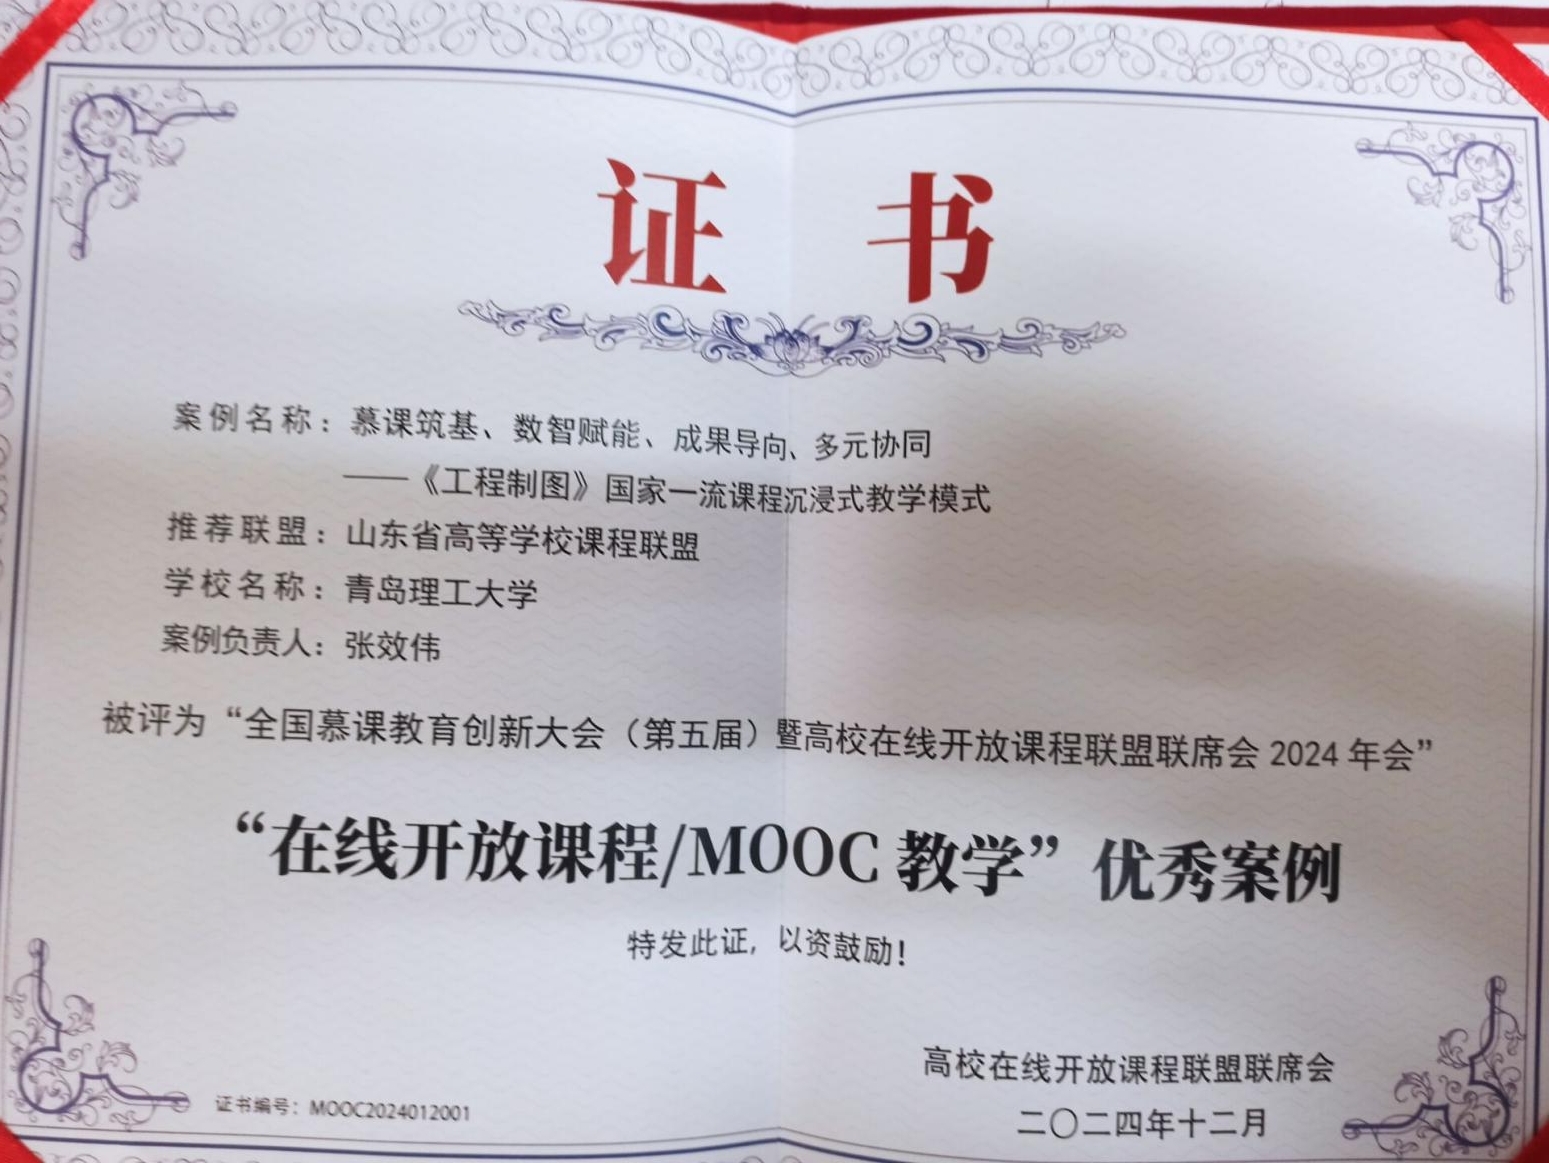 证 书
案例名称：慕课筑基、数智赋能、成果导向、多元协同
——《工程制图》国家一流课程沉浸式教学模式
推荐联盟：山东省高等学校课程联盟
学校名称：青岛理工大学
案例负责人：张效伟
被评为“全国慕课教育创新大会（第五届）暨高校在线开放课程联盟联席会 2024 年会”
“在线开放课程/MOOC 教学”优秀案例
特发此证，以资鼓励！
高校在线开放课程联盟联席会
证书编号：MOOC2024012001
二〇二四年十二月